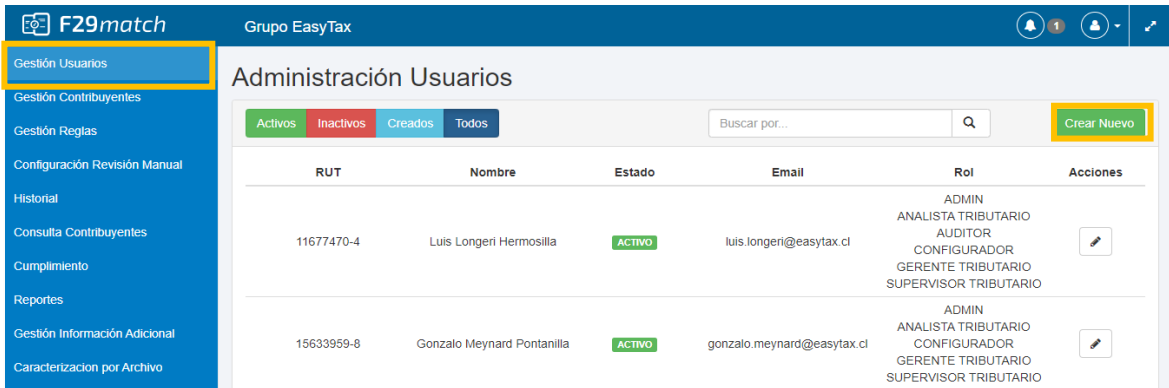 F29match
Grupo EasyTax
1
Gestión Usuarios
Gestión Contribuyentes
Gestión Reglas
Configuración Revisión Manual
Historial
Consulta Contribuyentes
Cumplimiento
Reportes
Gestión Información Adicional
Caracterizacion por Archivo
Administración Usuarios
Activos Inactivos Creados Todos Buscar por... Crear Nuevo
RUT Nombre Estado Email Rol Acciones
11677470-4 Luis Longeri Hermosilla ACTIVO luis.longeri@easytax.cl
ADMIN
ANALISTA TRIBUTARIO
AUDITOR
CONFIGURADOR
GERENTE TRIBUTARIO
SUPERVISOR TRIBUTARIO
15633959-8 Gonzalo Meynard Pontanilla ACTIVO gonzalo.meynard@easytax.cl
ADMIN
ANALISTA TRIBUTARIO
CONFIGURADOR
GERENTE TRIBUTARIO
SUPERVISOR TRIBUTARIO